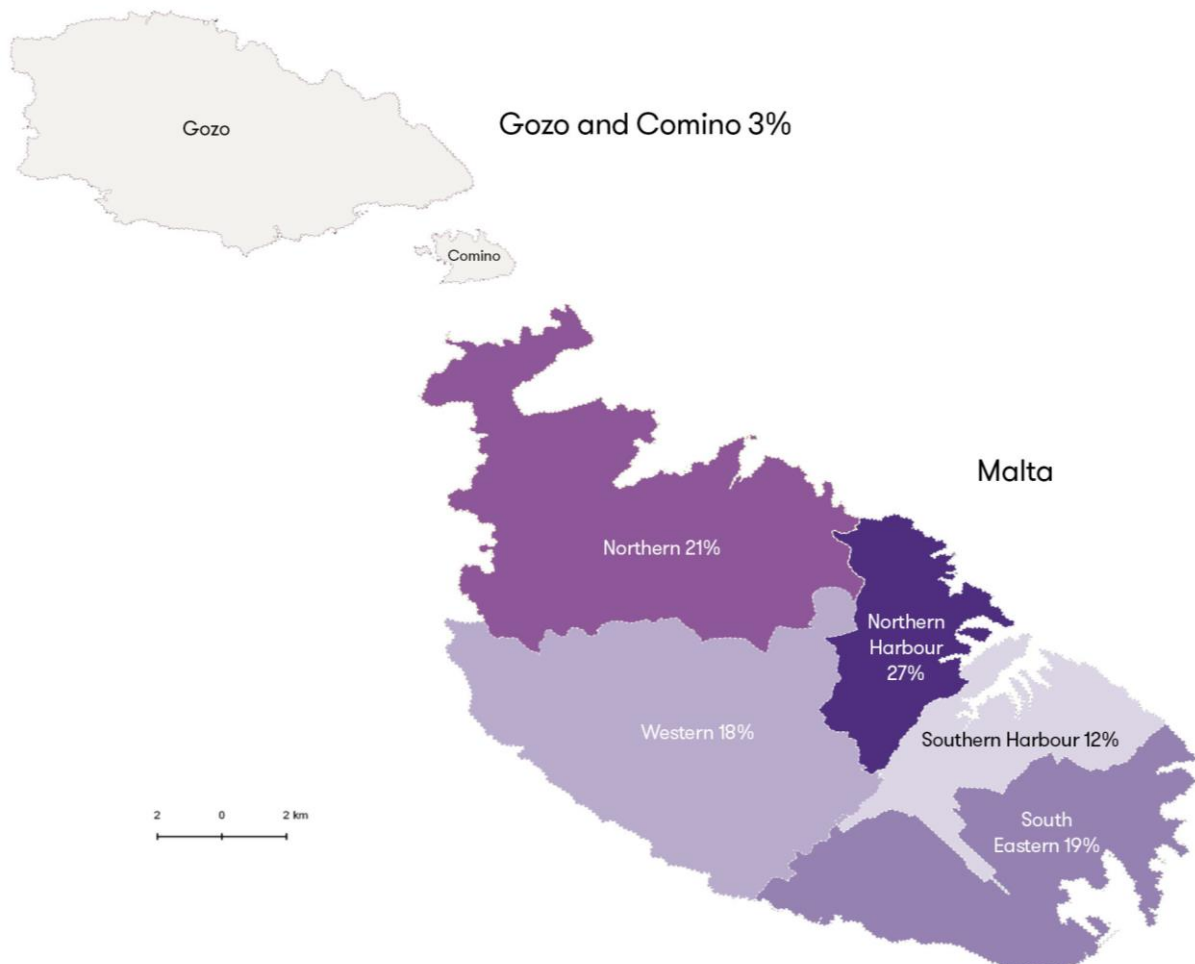 Gozo
Gozo and Comino 3%
Comino
Malta
Northern 21%
Northern
Harbour
27%
Western 18%
Southern Harbour 12%
South
Eastern 19%
2 0 2 km